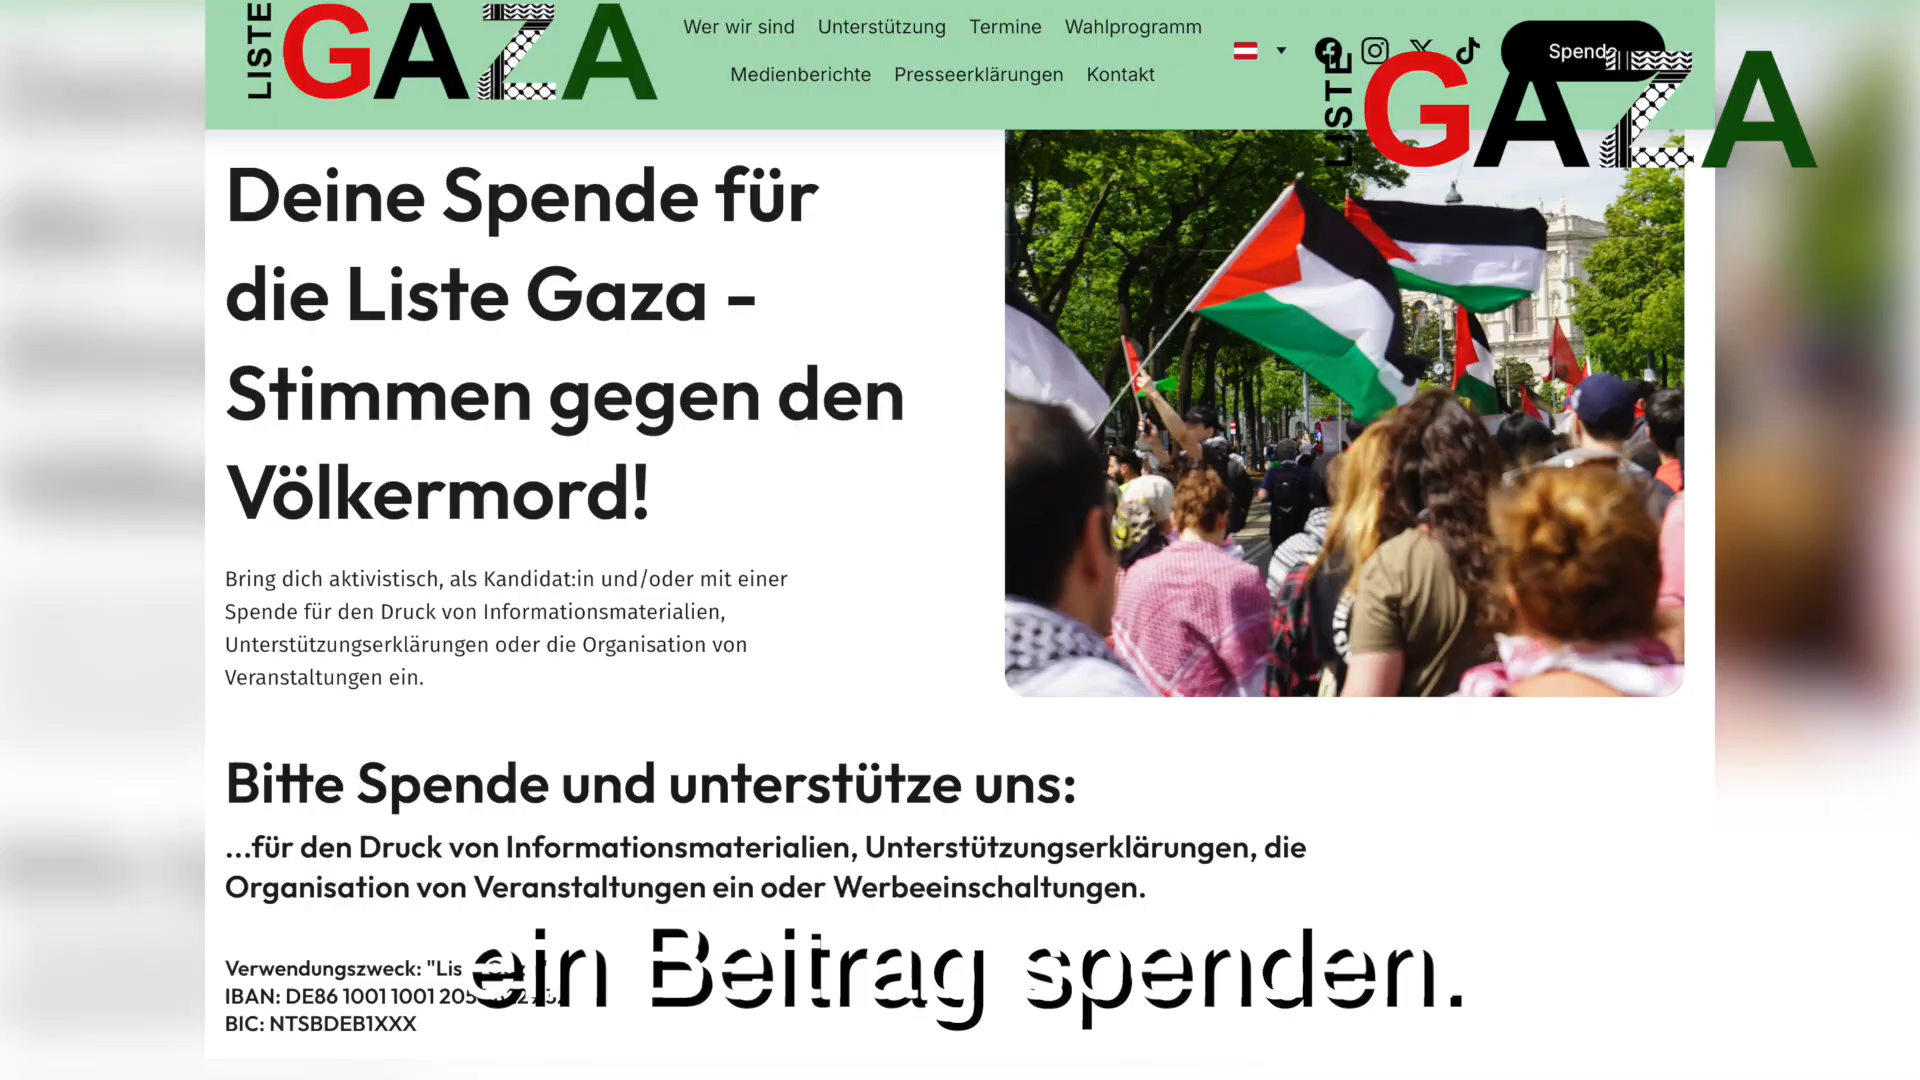 LISTE GAZA
Wer wir sind Unterstützung Termine Wahlprogramm
Medienberichte Presseerklärungen Kontakt
LISTE GAZA
Deine Spende für
die Liste Gaza -
Stimmen gegen den
Völkermord!
Bring dich aktivistisch, als Kandidat:in und/oder mit einer
Spende für den Druck von Informationsmaterialien,
Unterstützungserklärungen oder die Organisation von
Veranstaltungen ein.
Bitte Spende und unterstütze uns:
...für den Druck von Informationsmaterialien, Unterstützungserklärungen, die
Organisation von Veranstaltungen ein oder Werbeeinschaltungen.
Verwendungszweck:
IBAN: DE86 1001 1001
BIC: NTSBDEB1XXX
ein Beitrag spenden.